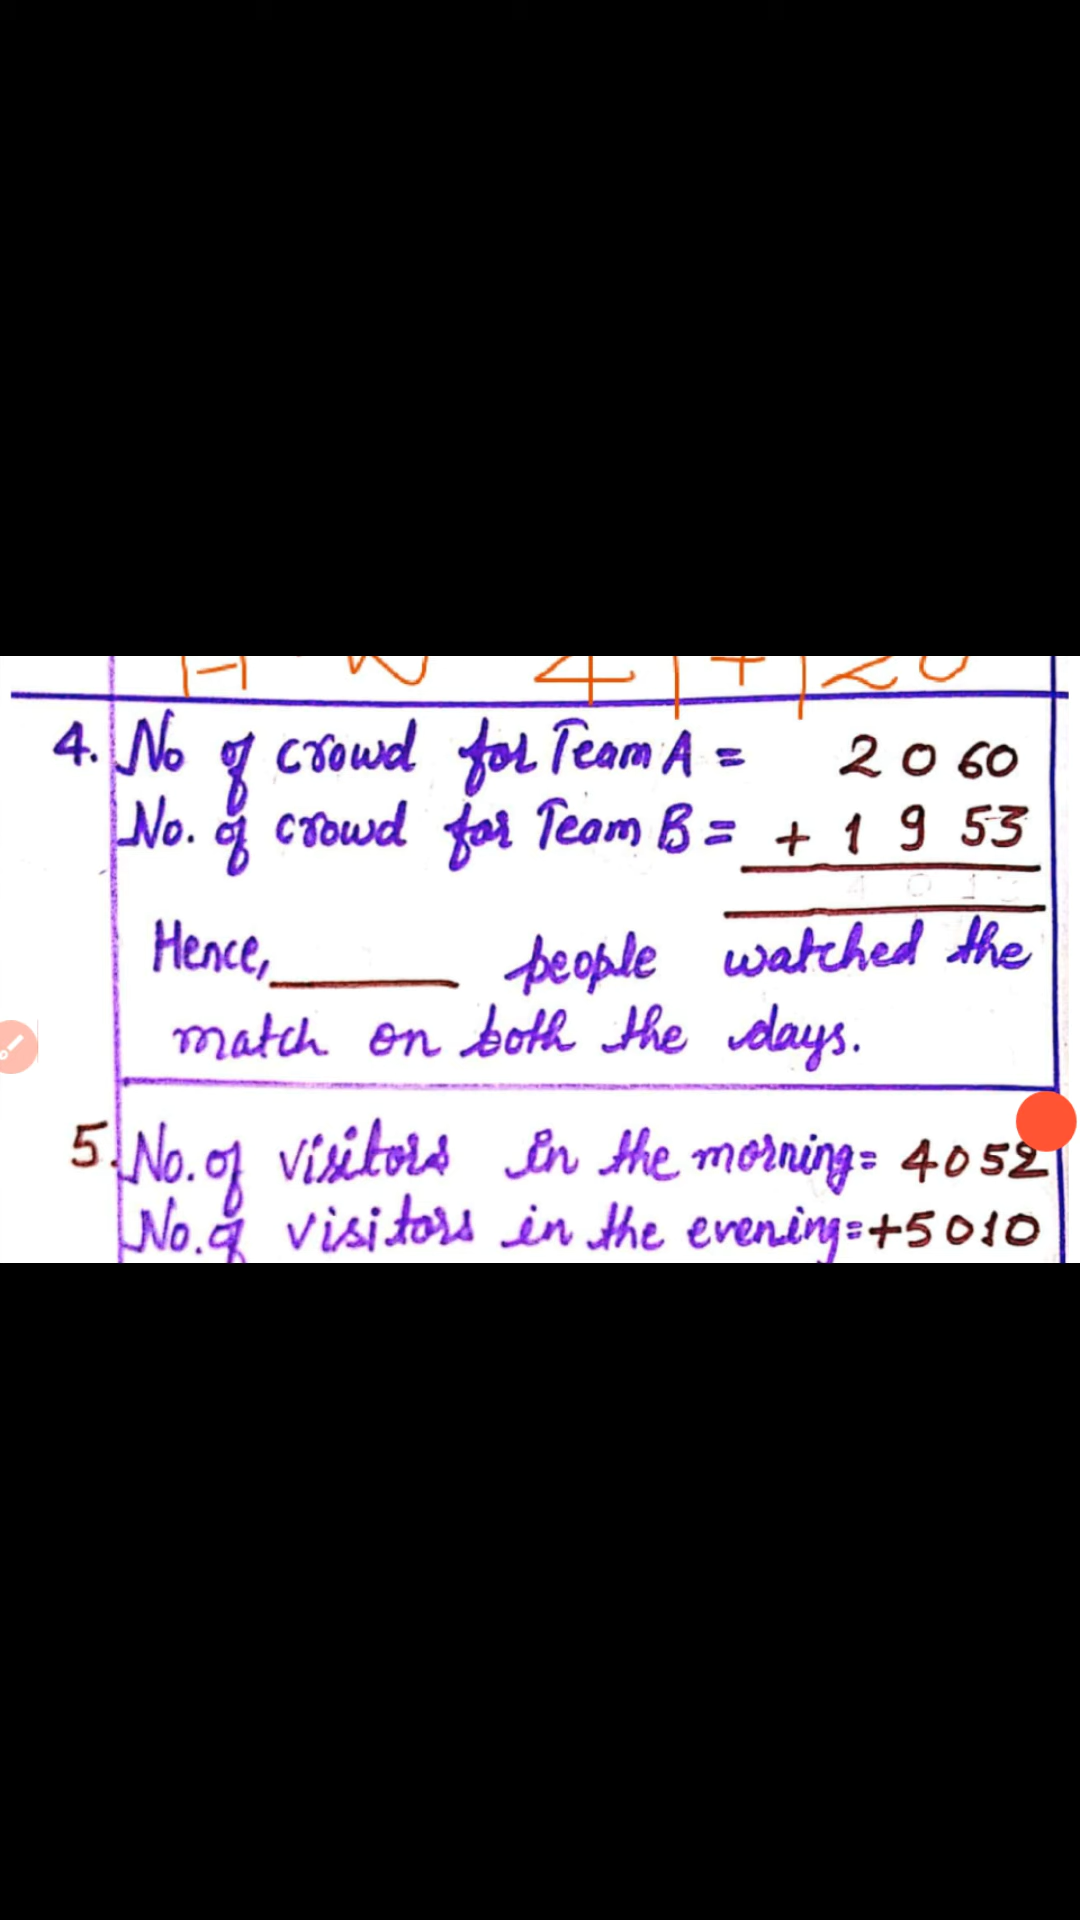 4. No of crowd for Team A = 2060
No. of crowd for Team B = + 1953
401
Hence, ______ people watched the
match on both the days.
5. No. of visitors in the morning = 4052
No. of visitors in the evening = +5010